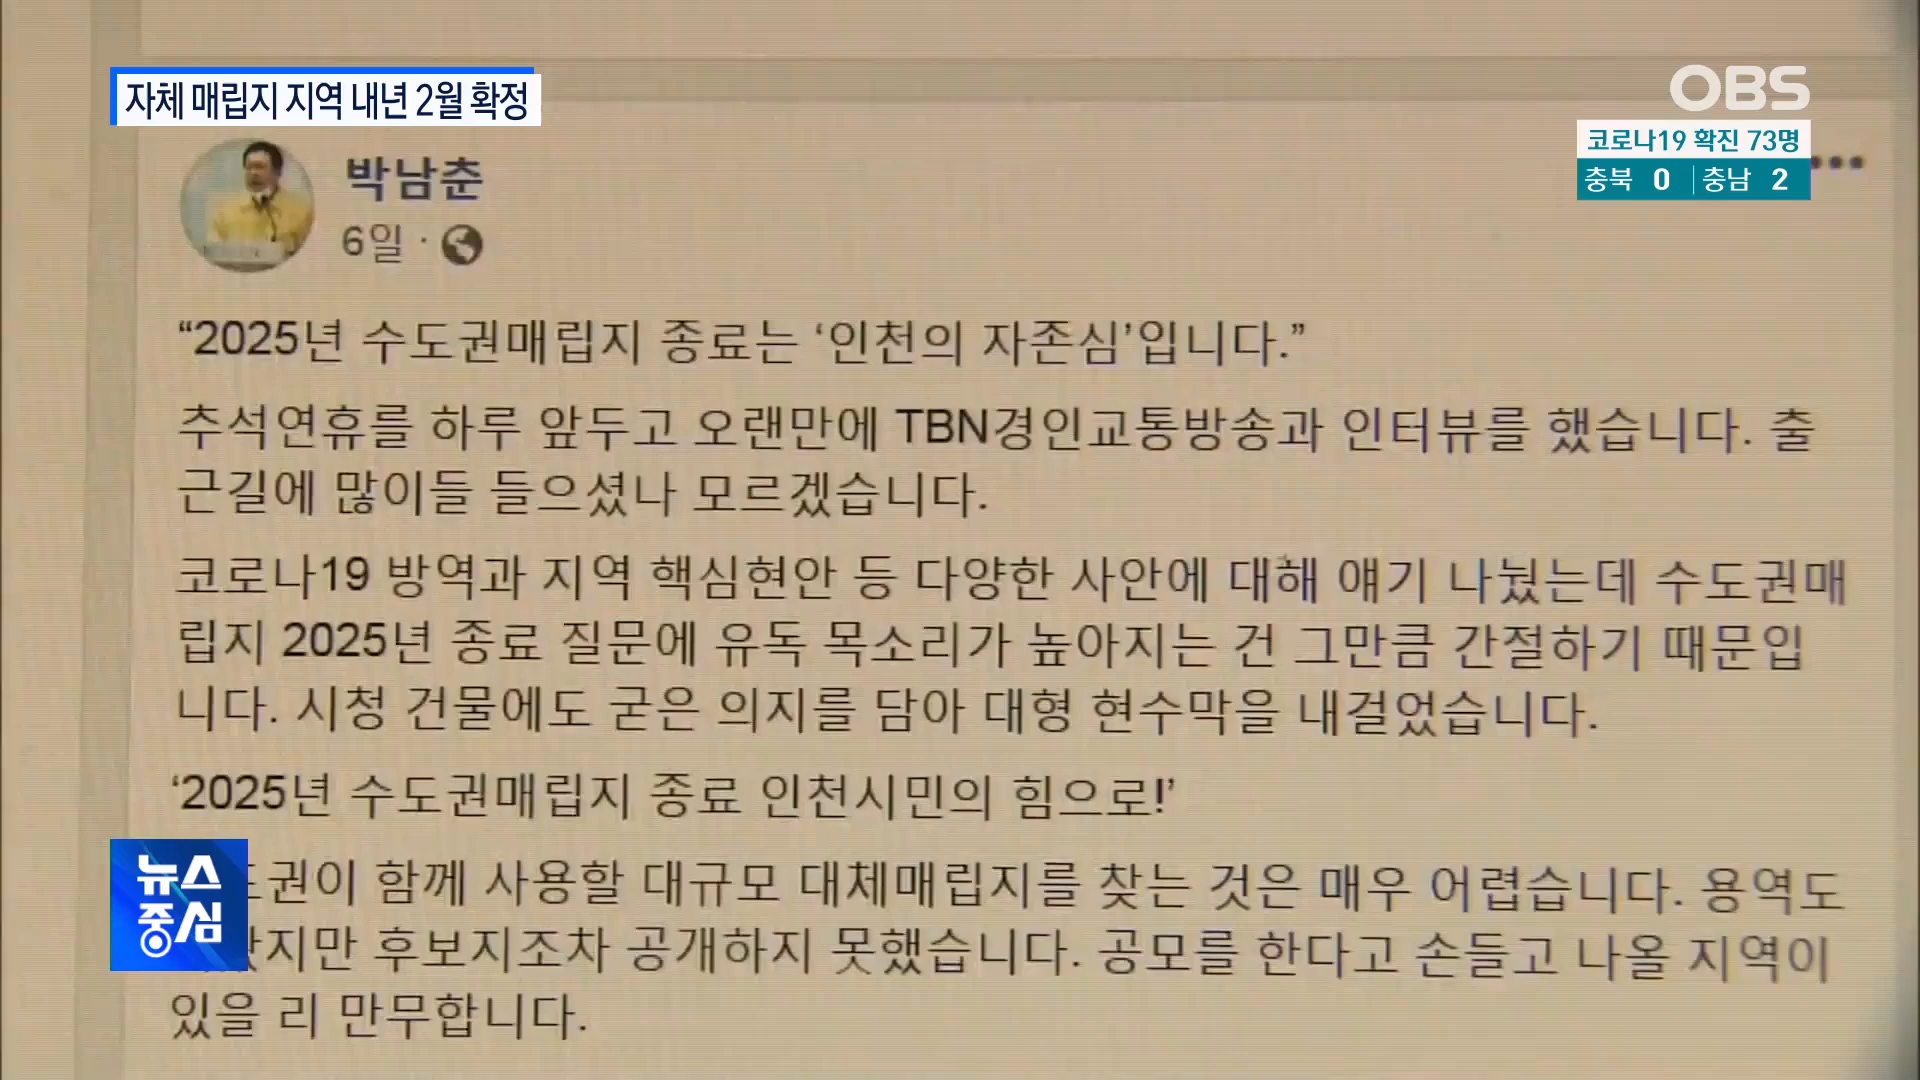 자체 매립지 지역 내년 2월 확정
OBS
코로나19 확진 73명
충북 0 충남 2
박남춘
6일 ·
“2025년 수도권매립지 종료는 ‘인천의 자존심’입니다.”
추석연휴를 하루 앞두고 오랜만에 TBN경인교통방송과 인터뷰를 했습니다. 출
근길에 많이들 들으셨나 모르겠습니다.
코로나19 방역과 지역 핵심현안 등 다양한 사안에 대해 얘기 나눴는데 수도권매
립지 2025년 종료 질문에 유독 목소리가 높아지는 건 그만큼 간절하기 때문입
니다. 시청 건물에도 굳은 의지를 담아 대형 현수막을 내걸었습니다.
‘2025년 수도권매립지 종료 인천시민의 힘으로!’
함께 사용할 대규모 대체매립지를 찾는 것은 매우 어렵습니다. 용역도
후보지조차 공개하지 못했습니다. 공모를 한다고 손들고 나올 지역이
있을 리 만무합니다.
뉴스
중심